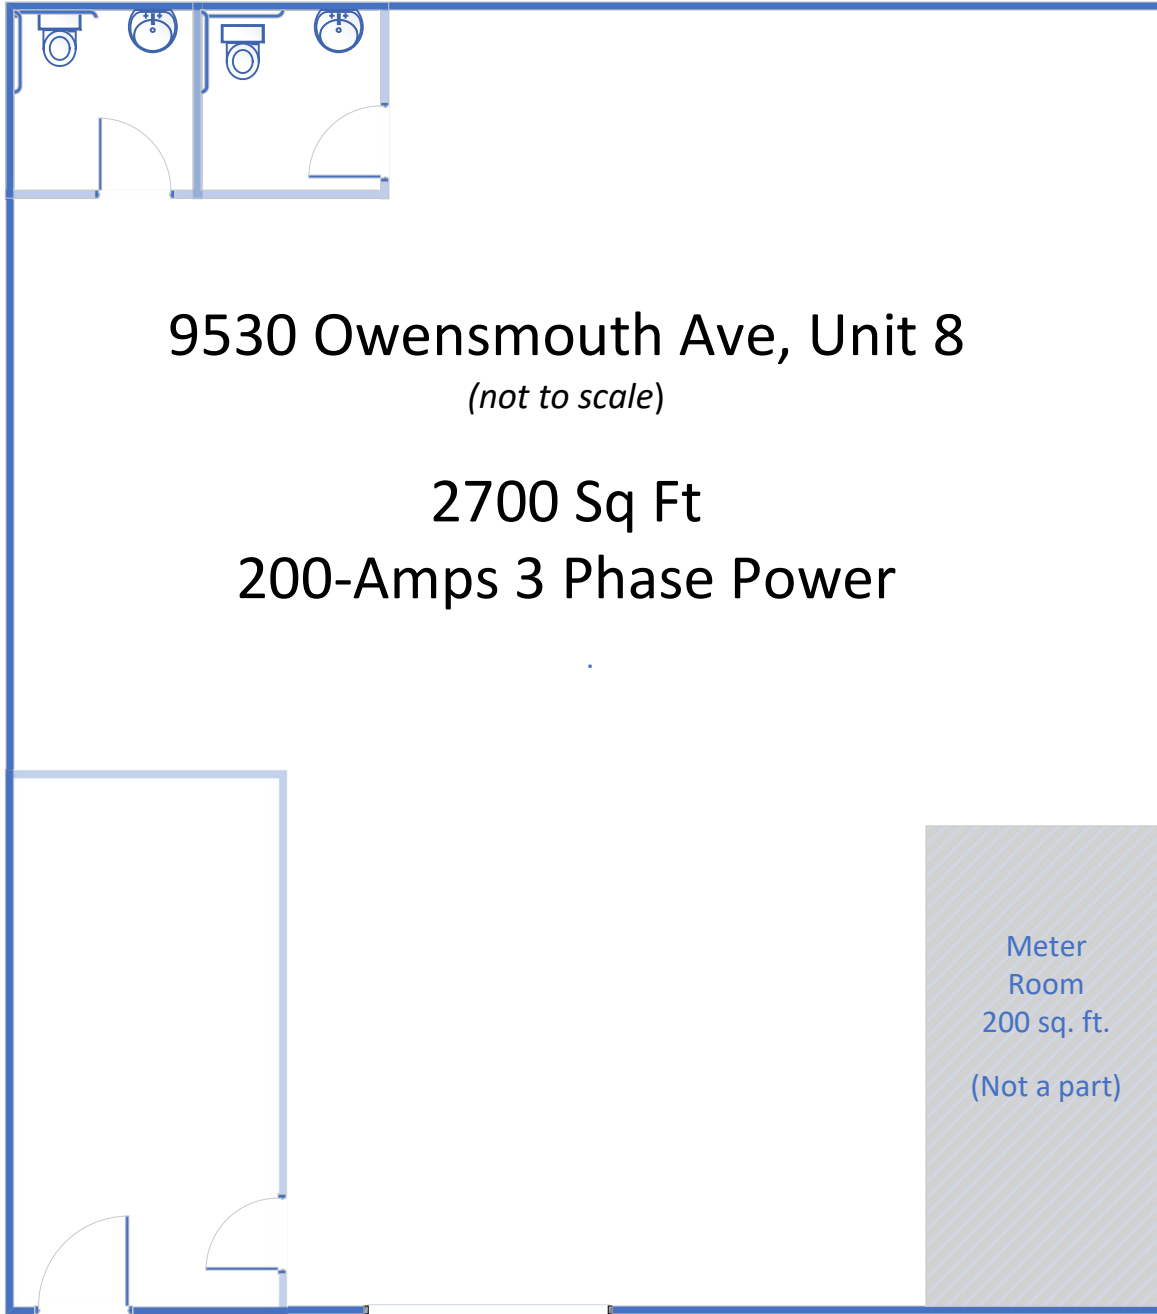 9530 Owensmouth Ave, Unit 8
(not to scale)
2700 Sq Ft
200-Amps 3 Phase Power
Meter
Room
200 sq. ft.
(Not a part)